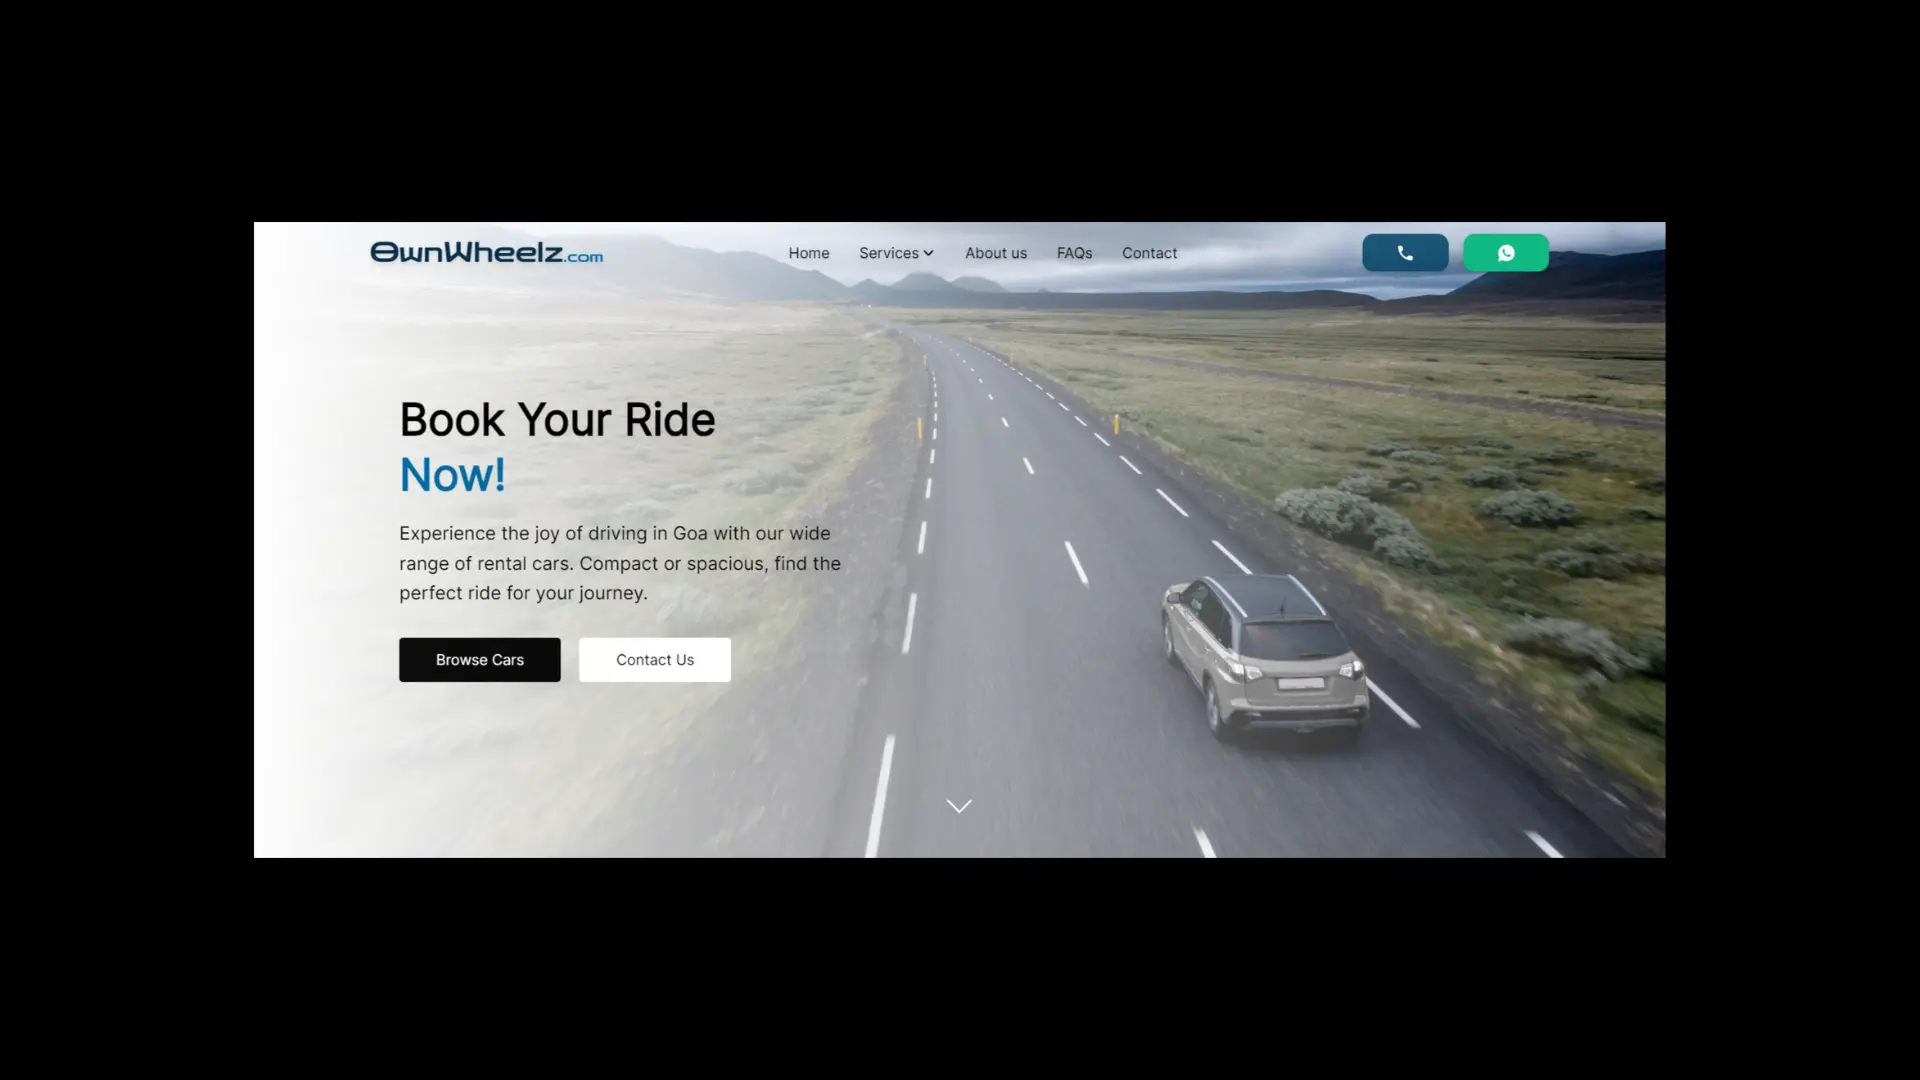 OwnWheelz.com
Home Services About us FAQs Contact
Book Your Ride
Now!
Experience the joy of driving in Goa with our wide
range of rental cars. Compact or spacious, find the
perfect ride for your journey.
Browse Cars Contact Us